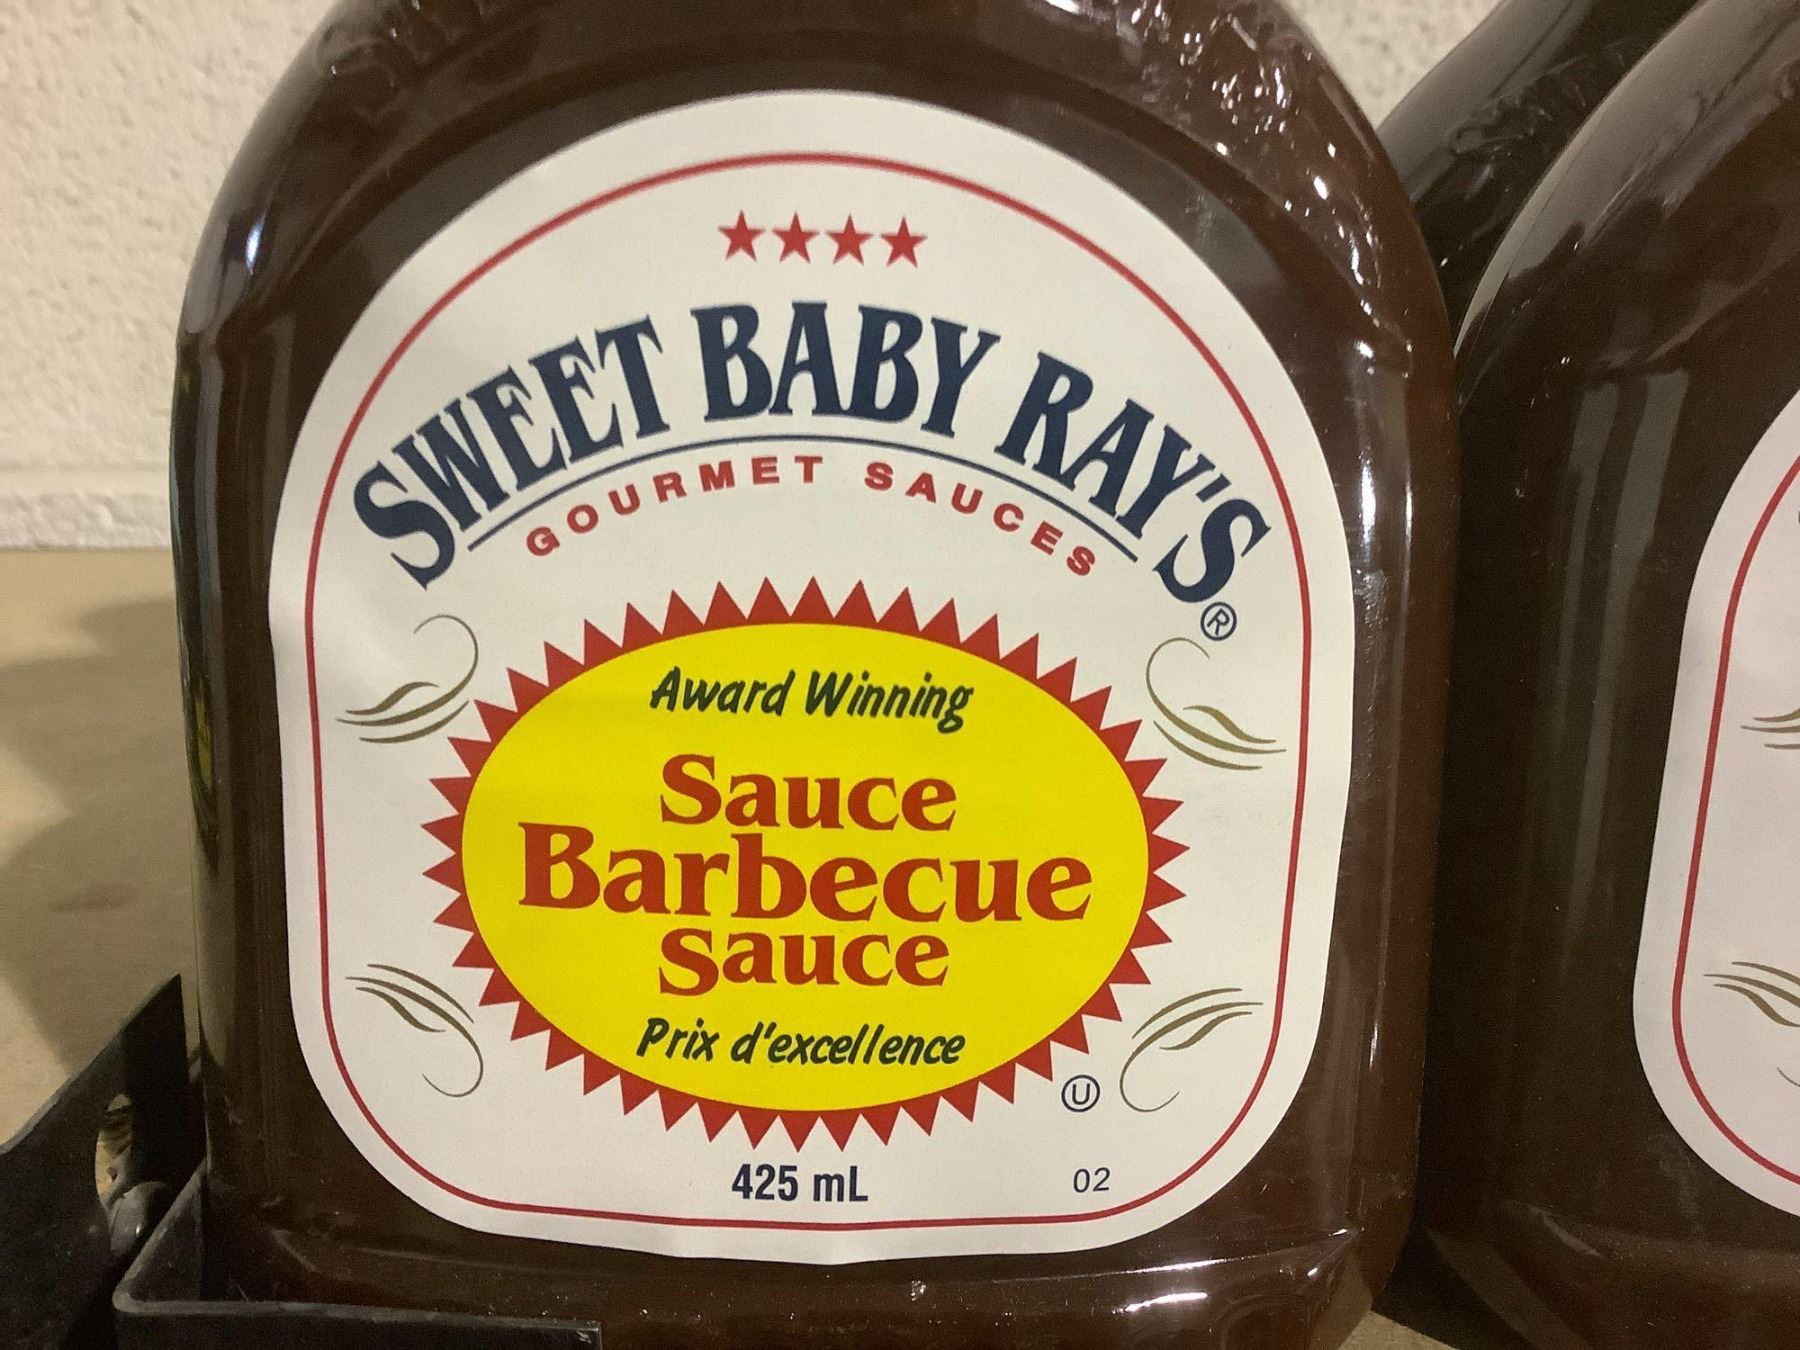 SWEET BABY RAY'S®
GOURMET SAUCES
Award Winning
Sauce
Barbecue
sauce
Prix d'excellence
Ⓤ
425 mL
02